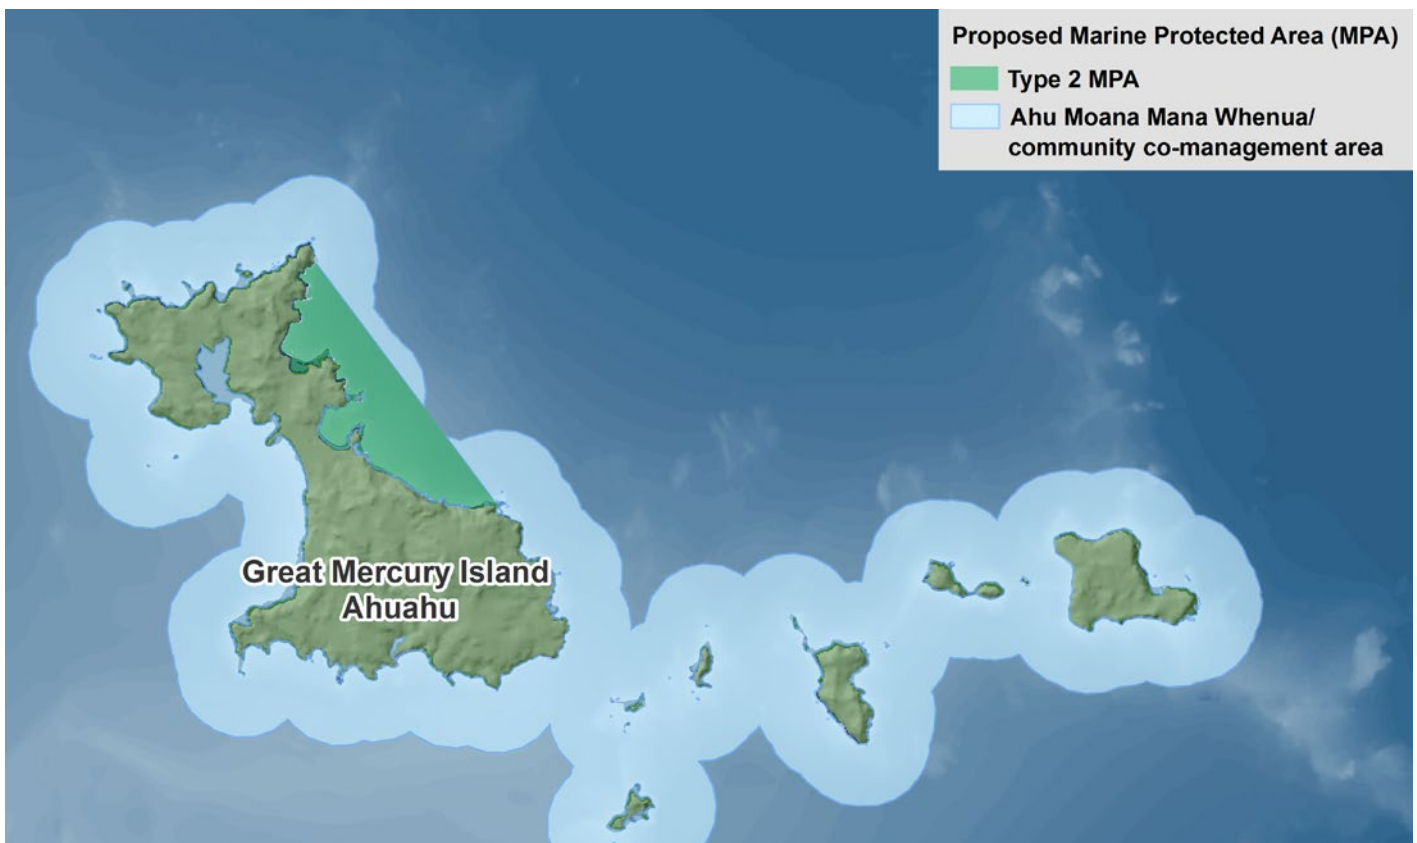 Proposed Marine Protected Area (MPA)
Type 2 MPA
Ahu Moana Mana Whenua/
community co-management area
Great Mercury Island
Ahuahu